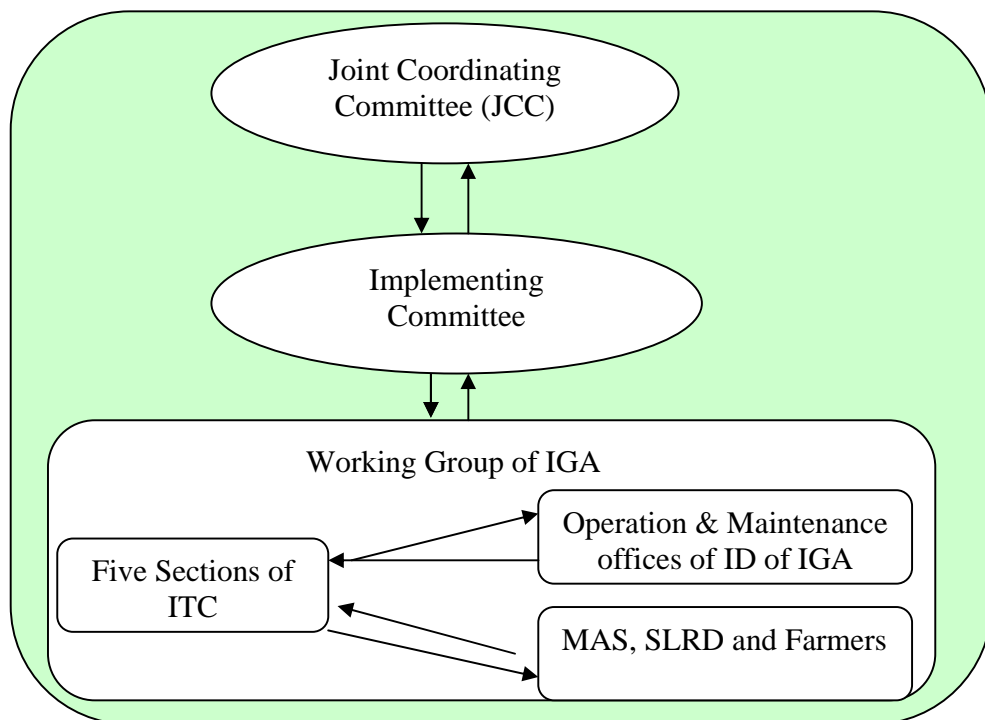 Joint Coordinating
Committee (JCC)
Implementing
Committee
Working Group of IGA
Five Sections of
ITC
Operation & Maintenance
offices of ID of IGA
MAS, SLRD and Farmers